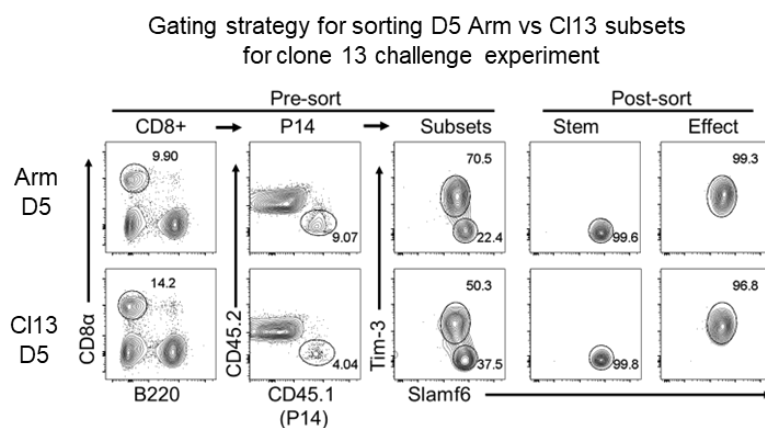 Gating strategy for sorting D5 Arm vs Cl13 subsets
for clone 13 challenge experiment
Pre-sort Post-sort
CD8+ P14 Subsets Stem Effect
Arm
D5
9.90
9.07
70.5
22.4
99.6
99.3
Cl13
D5
14.2
4.04
50.3
37.5
99.8
96.8
CD8α
CD45.2
Tim-3
B220 CD45.1 Slamf6
(P14)